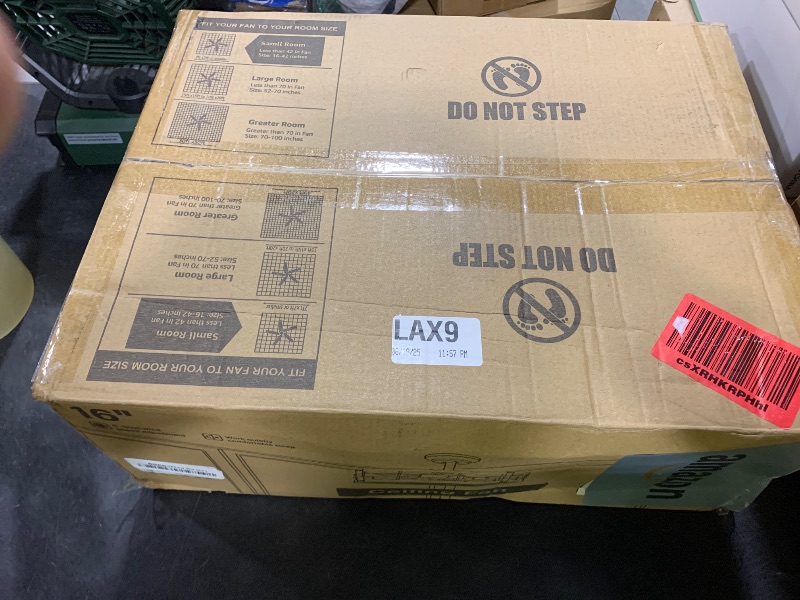 FIT YOUR FAN TO YOUR ROOM SIZE
Samll Room
Less than 42 in Fan
Size: 16-42 inches
Large Room
Less than 70 in Fan
Size: 52-70 inches
Greater Room
Greater than 70 in Fan
Size: 70-100 inches
DO NOT STEP
Greater Room
Greater than 70 in Fan
Size: 70-100 inches
Large Room
Less than 70 in Fan
Size: 52-70 inches
Samll Room
Less than 42 in Fan
Size: 16-42 inches
FIT YOUR FAN TO YOUR ROOM SIZE
DO NOT STEP
LAX9
11:57 PM
csXRHKRPHHI
16"
Ceiling Fan
amazon